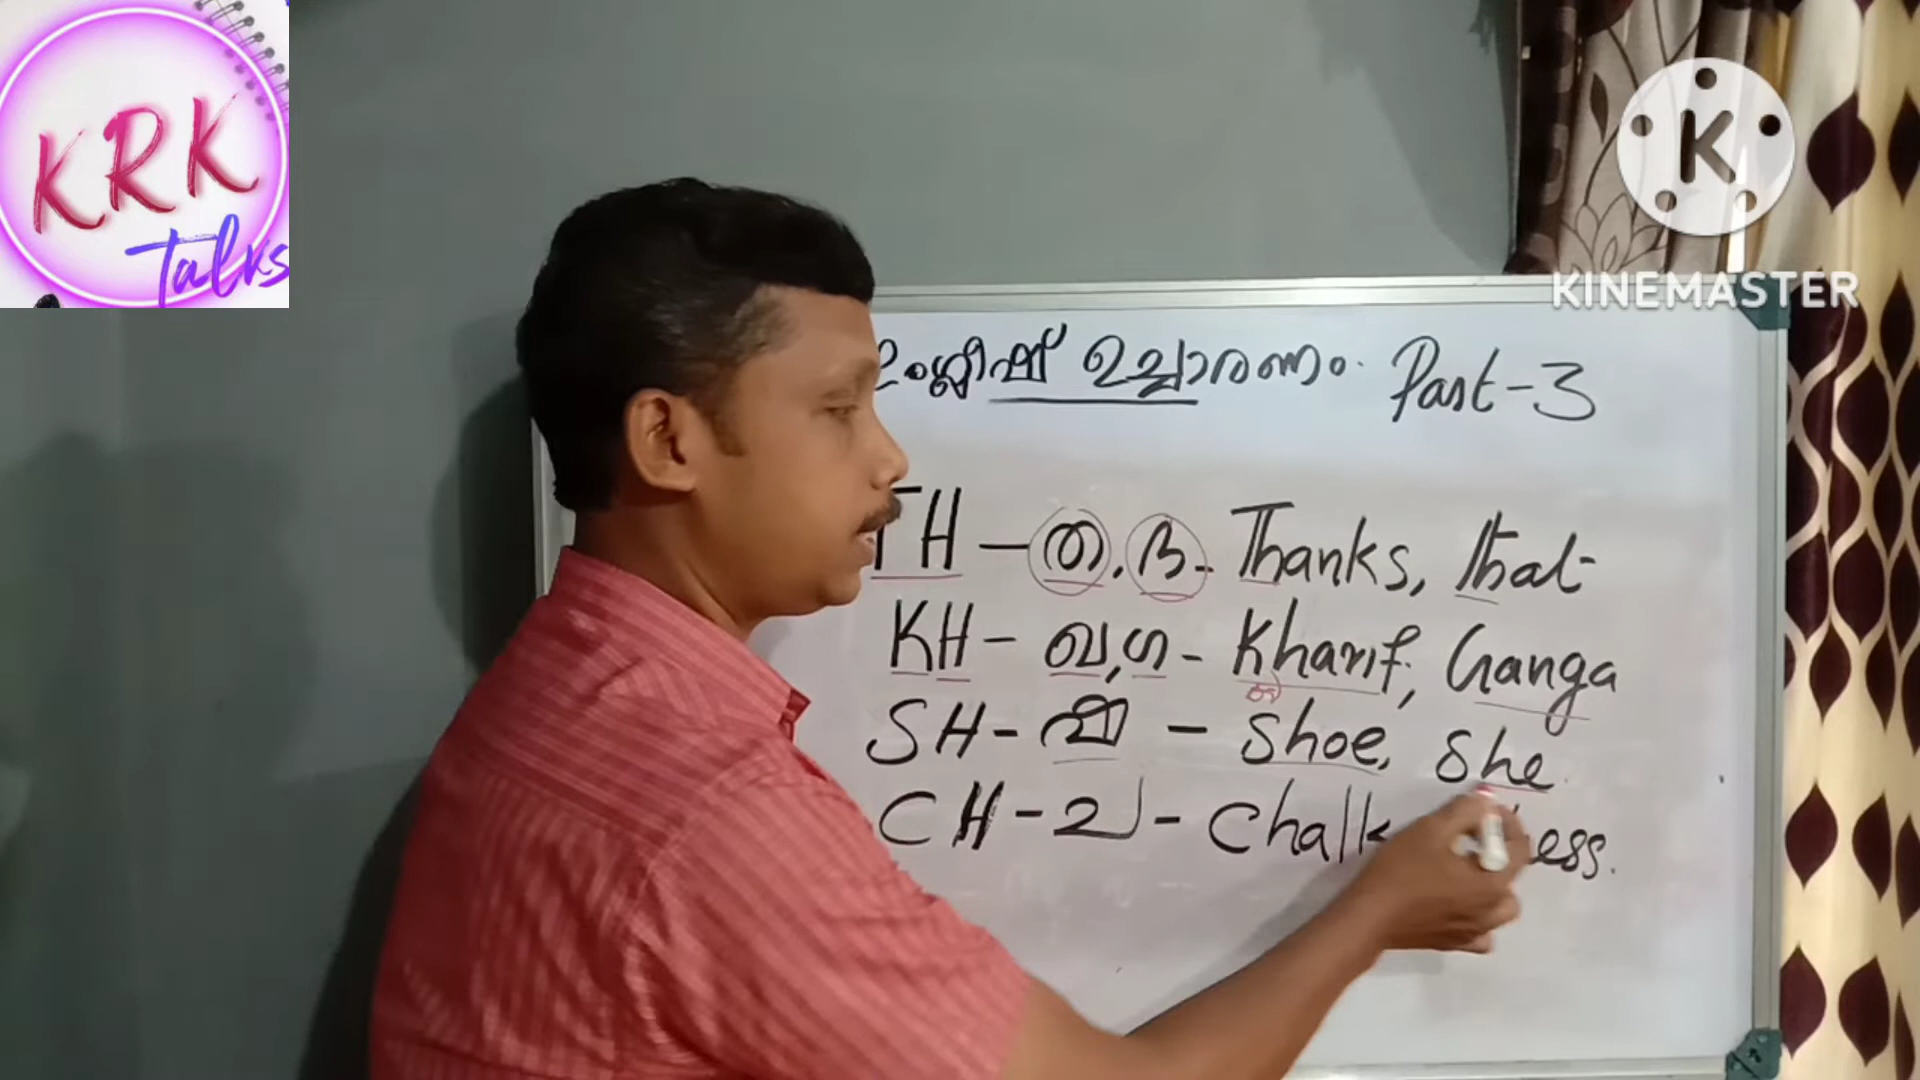 KRK
Talks
KINEMASTER
ഇംഗ്ലീഷ് ഉച്ചാരണം. Part-3
TH - ത, ദ - Thanks, that
KH - ഖ, ഗ - Kharif, Ganga
SH - ഷ - Shoe, She
CH - ച - Chalk